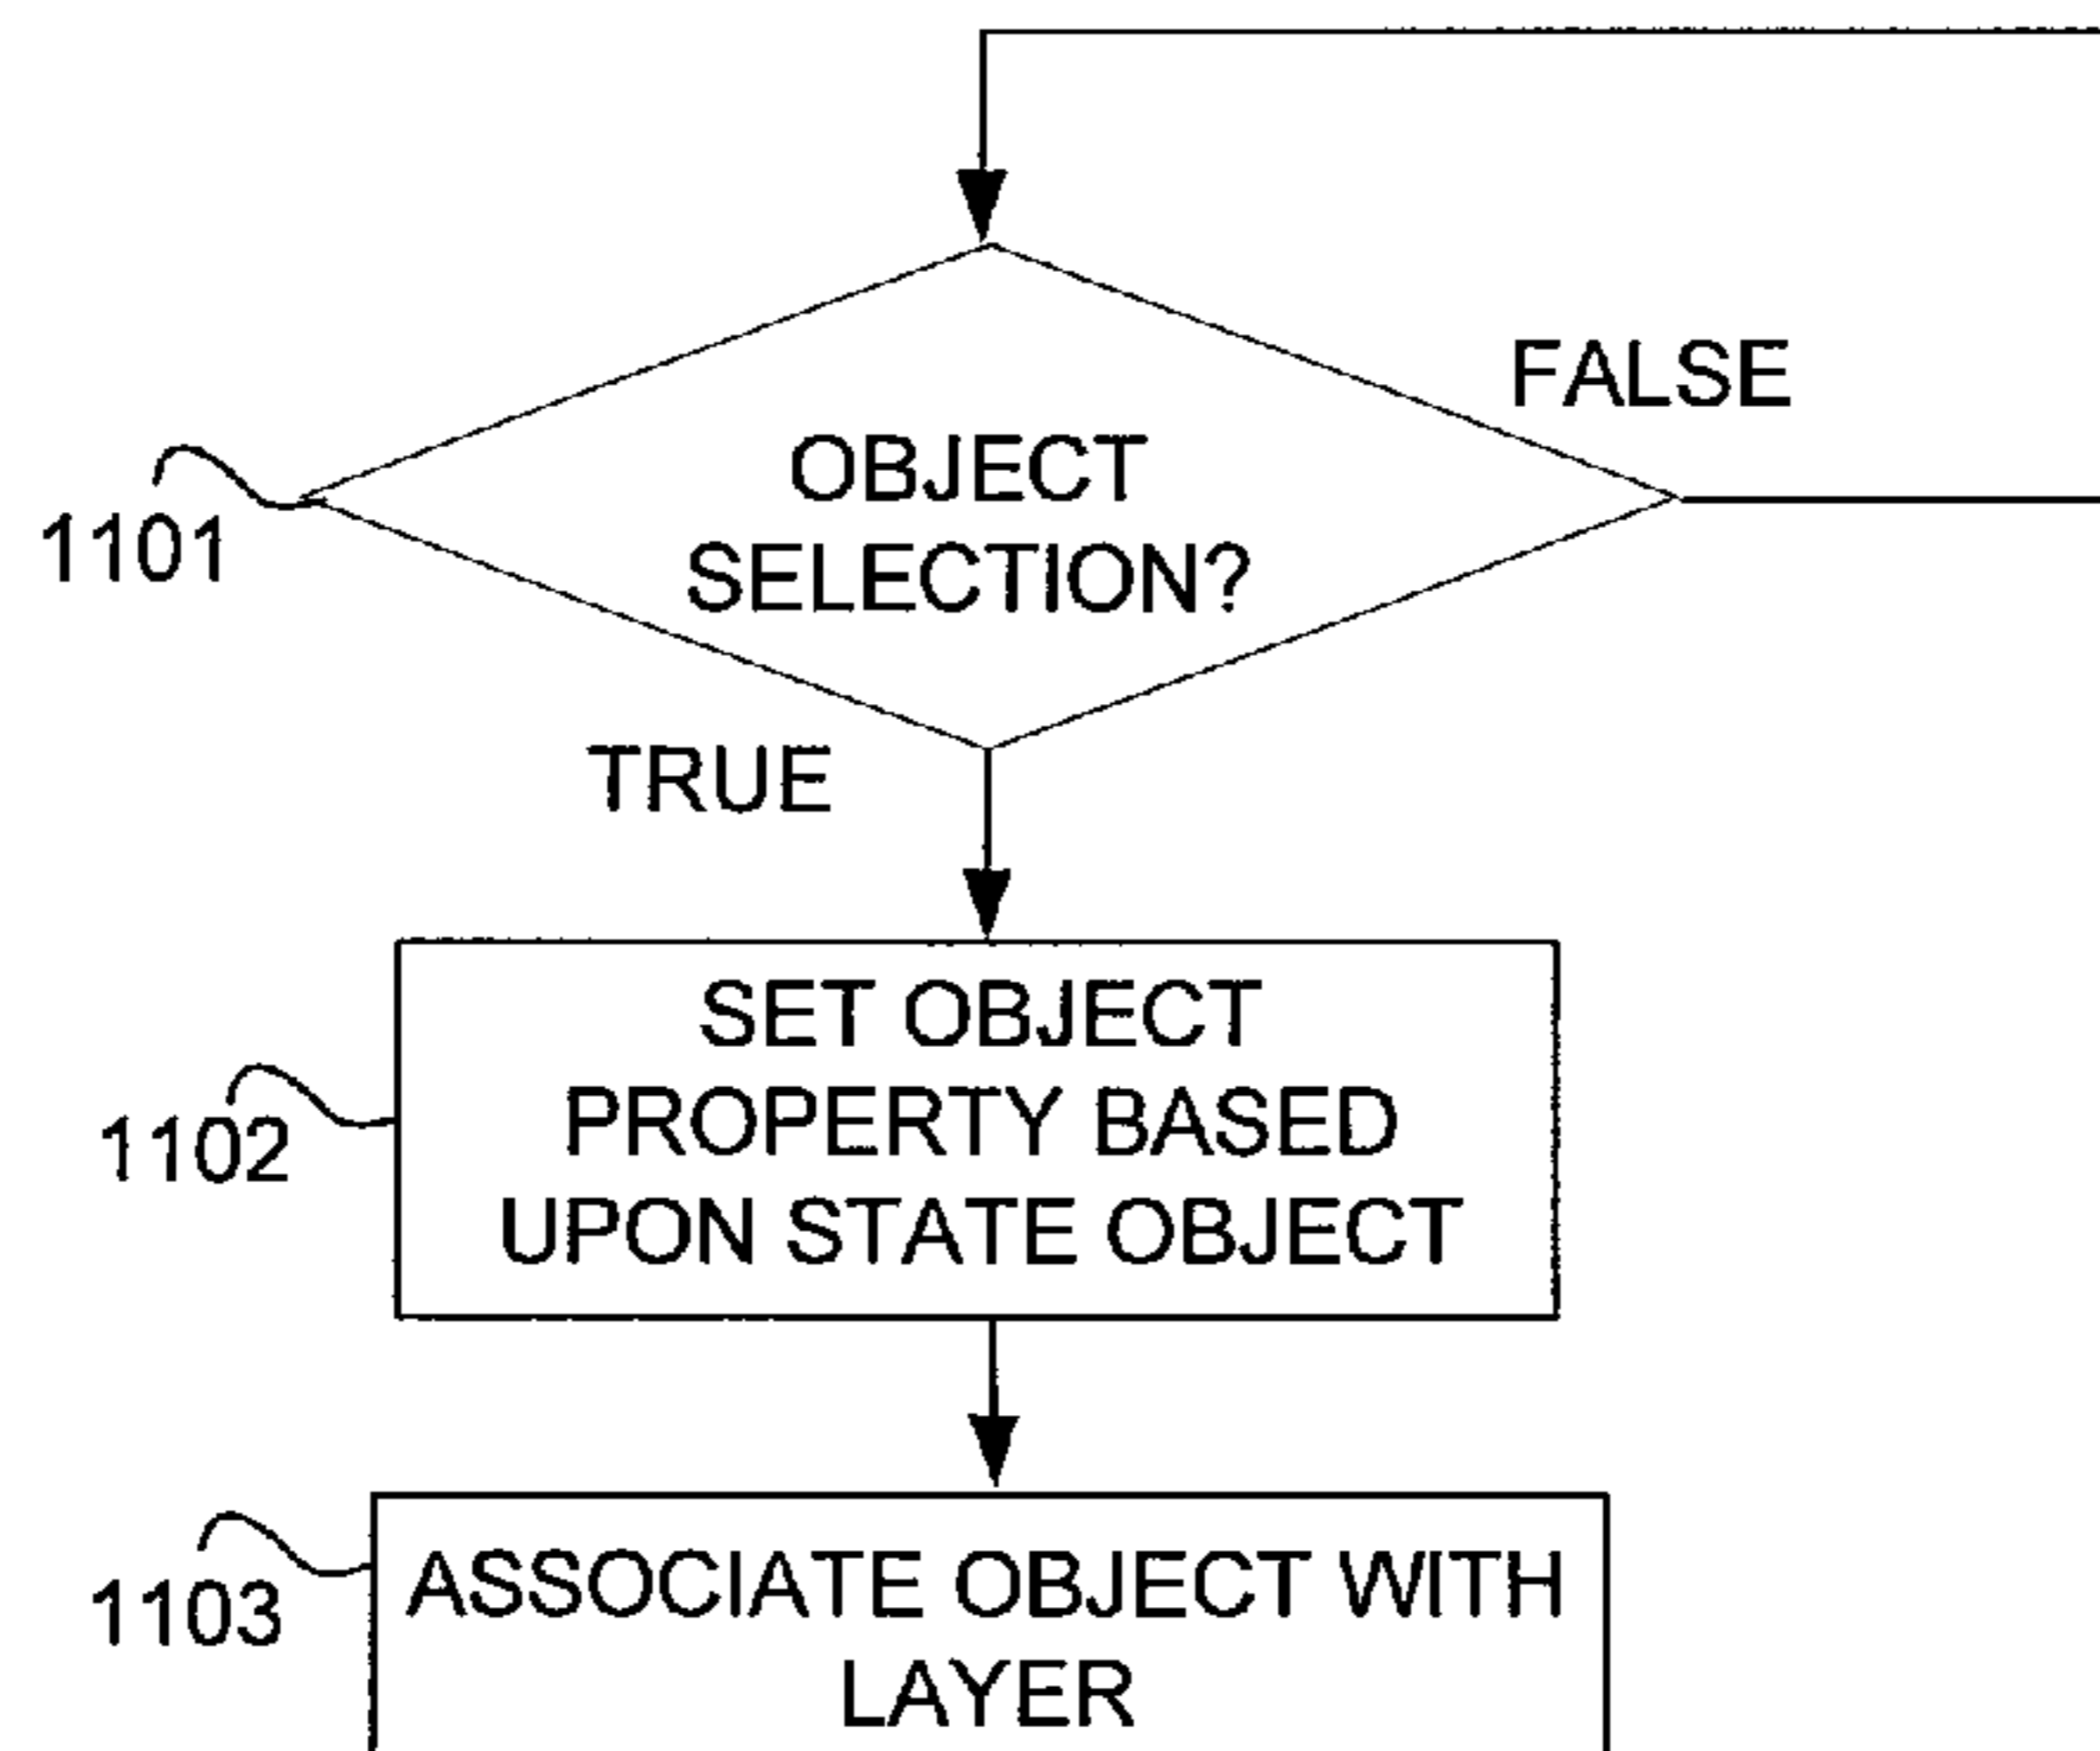 FALSE
OBJECT
SELECTION?
1101
TRUE
SET OBJECT
PROPERTY BASED
UPON STATE OBJECT
1102
ASSOCIATE OBJECT WITH
LAYER
1103